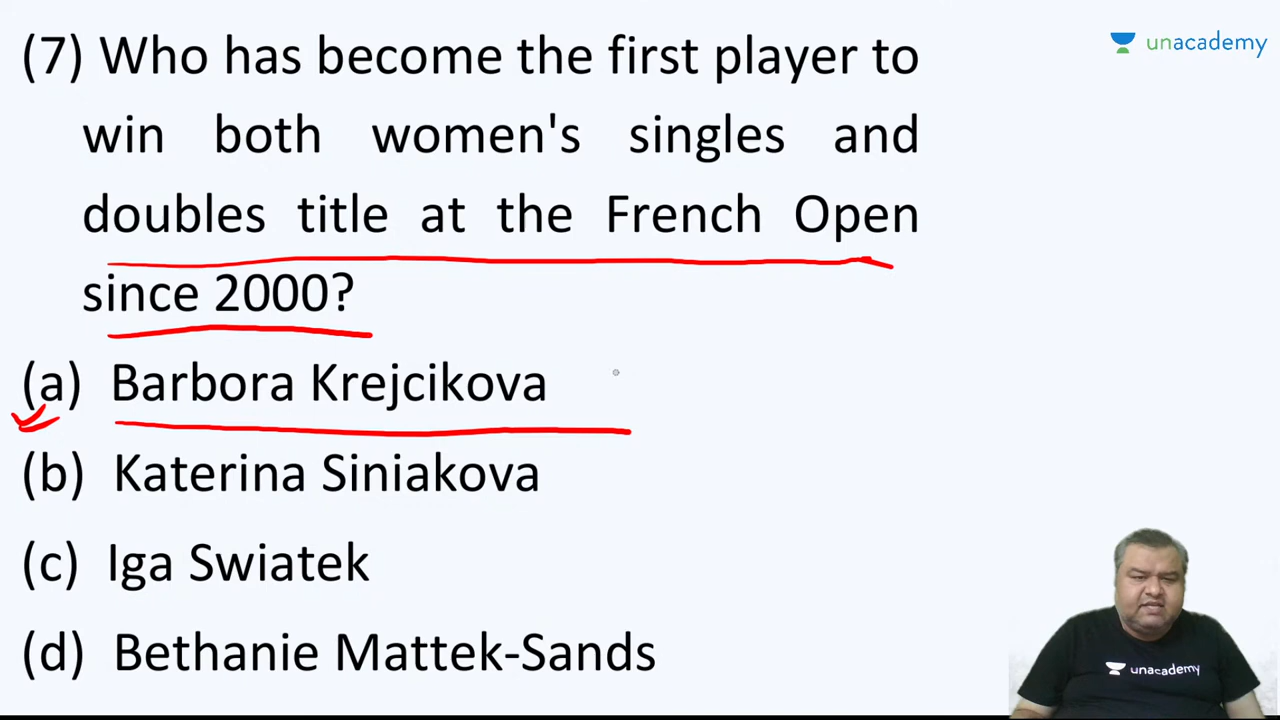 (7) Who has become the first player to
win both women's singles and
doubles title at the French Open
since 2000?
(a) Barbora Krejcikova
(b) Katerina Siniakova
(c) Iga Swiatek
(d) Bethanie Mattek-Sands
unacademy
unacademy